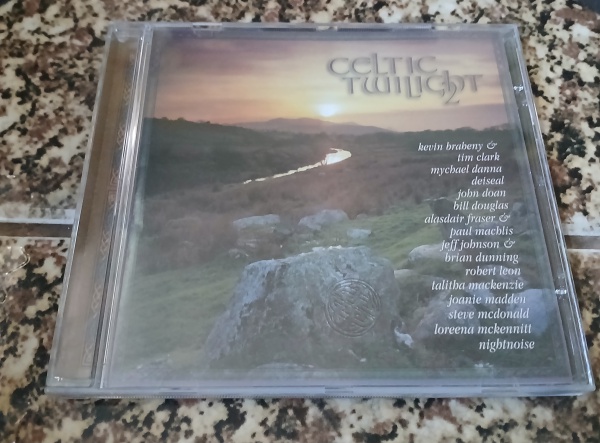 CELTIC
TWILIGHT
2
kevin braheny &
tim clark
mychael danna
deiseal
john doan
bill douglas
alasdair fraser &
paul machlis
jeff johnson &
brian dunning
robert leon
talitha mackenzie
joanie madden
steve mcdonald
loreena mckennitt
nightnoise